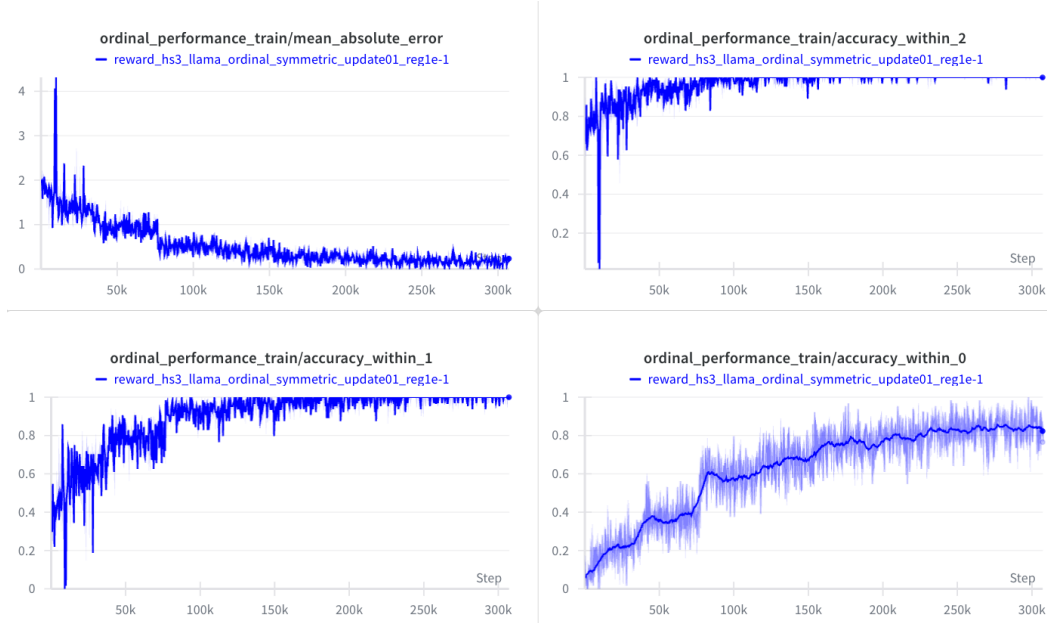 ordinal_performance_train/mean_absolute_error
reward_hs3_llama_ordinal_symmetric_update01_reg1e-1
4
3
2
1
0
50k
100k
150k
200k
250k
300k
ordinal_performance_train/accuracy_within_2
reward_hs3_llama_ordinal_symmetric_update01_reg1e-1
1
0.8
0.6
0.4
0.2
Step
50k
100k
150k
200k
250k
300k
ordinal_performance_train/accuracy_within_1
reward_hs3_llama_ordinal_symmetric_update01_reg1e-1
1
0.8
0.6
0.4
0.2
0
Step
50k
100k
150k
200k
250k
300k
ordinal_performance_train/accuracy_within_0
reward_hs3_llama_ordinal_symmetric_update01_reg1e-1
1
0.8
0.6
0.4
0.2
0
Step
50k
100k
150k
200k
250k
300k